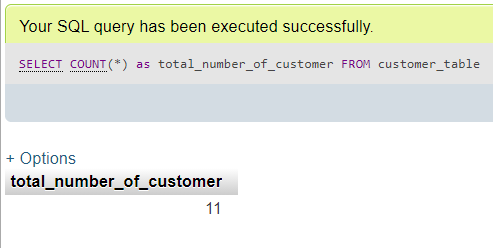 Your SQL query has been executed successfully.
SELECT COUNT(*) as total_number_of_customer FROM customer_table
+ Options
total_number_of_customer
11